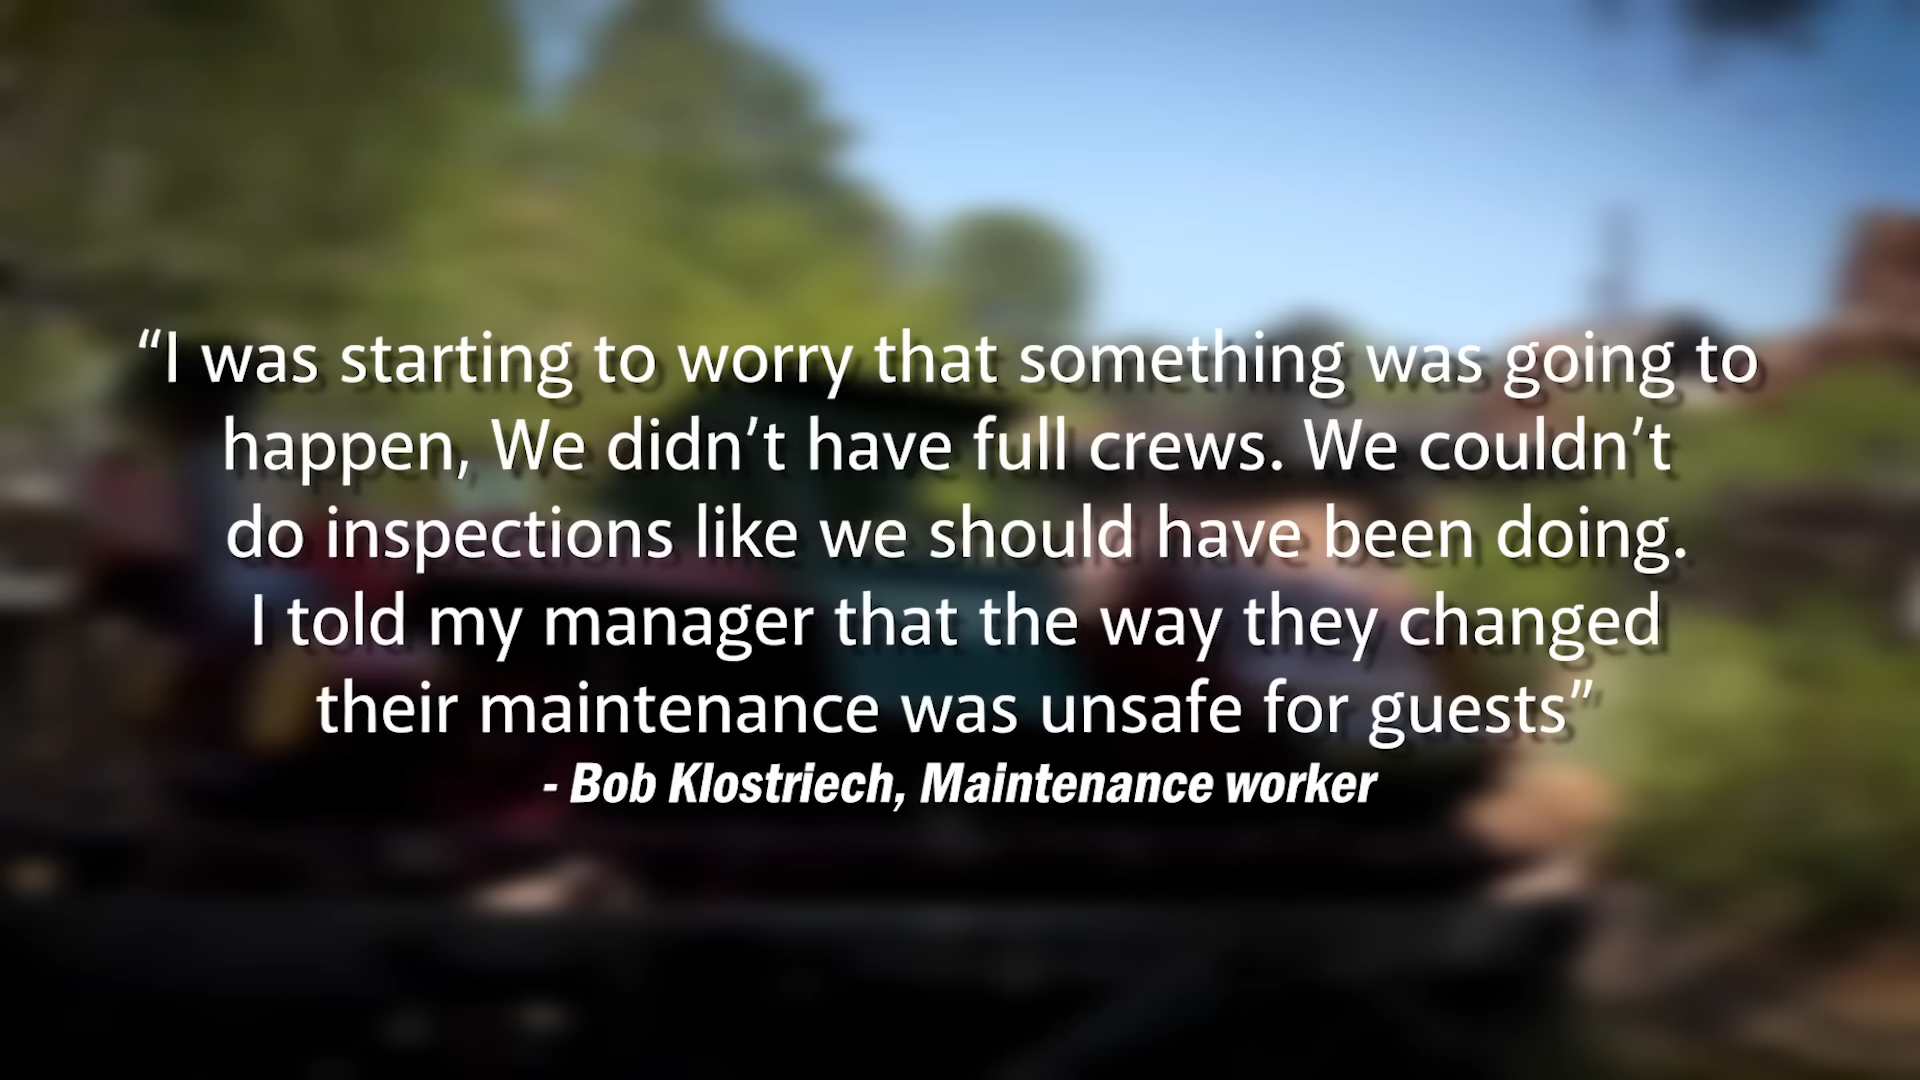 “I was starting to worry that something was going to
happen, We didn’t have full crews. We couldn’t
do inspections like we should have been doing.
I told my manager that the way they changed
their maintenance was unsafe for guests”
- Bob Klostriech, Maintenance worker